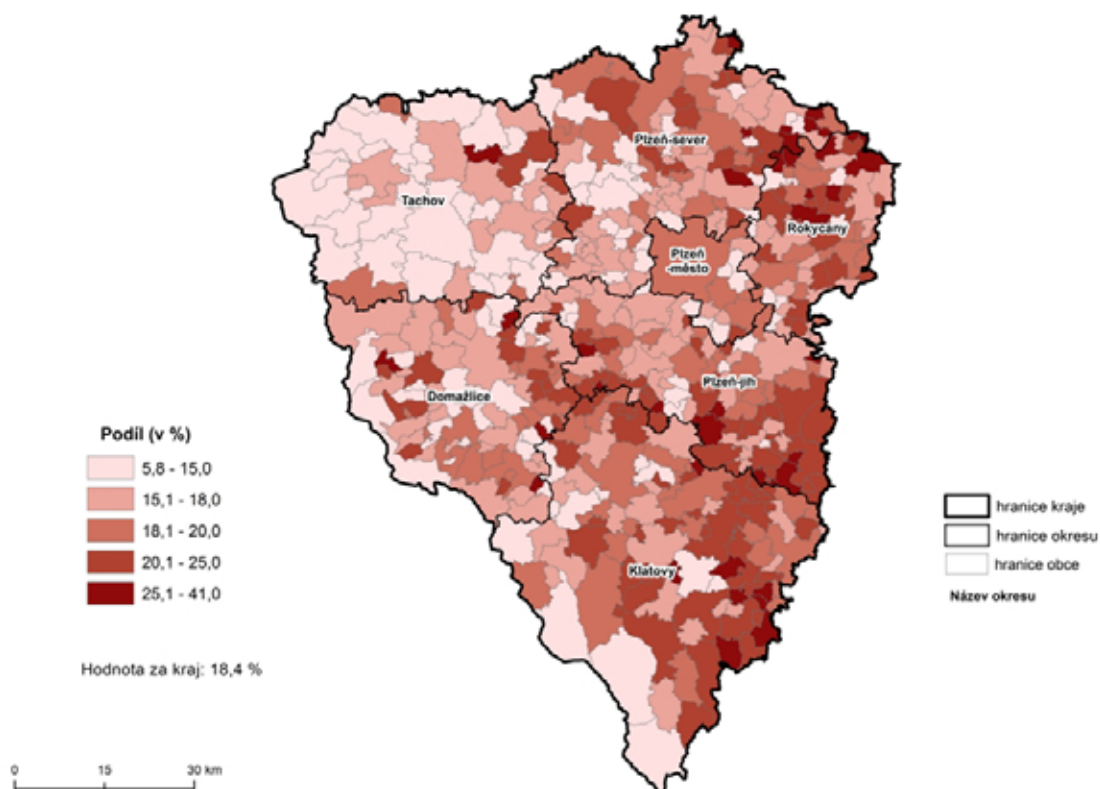 Plzeň-sever
Tachov
Rokycany
Plzeň
-město
Plzeň-jih
Domažlice
Klatovy
Podíl (v %)
5,8 - 15,0
15,1 - 18,0
18,1 - 20,0
20,1 - 25,0
25,1 - 41,0
hranice kraje
hranice okresu
hranice obce
Název okresu
Hodnota za kraj: 18,4 %
0 15 30 km